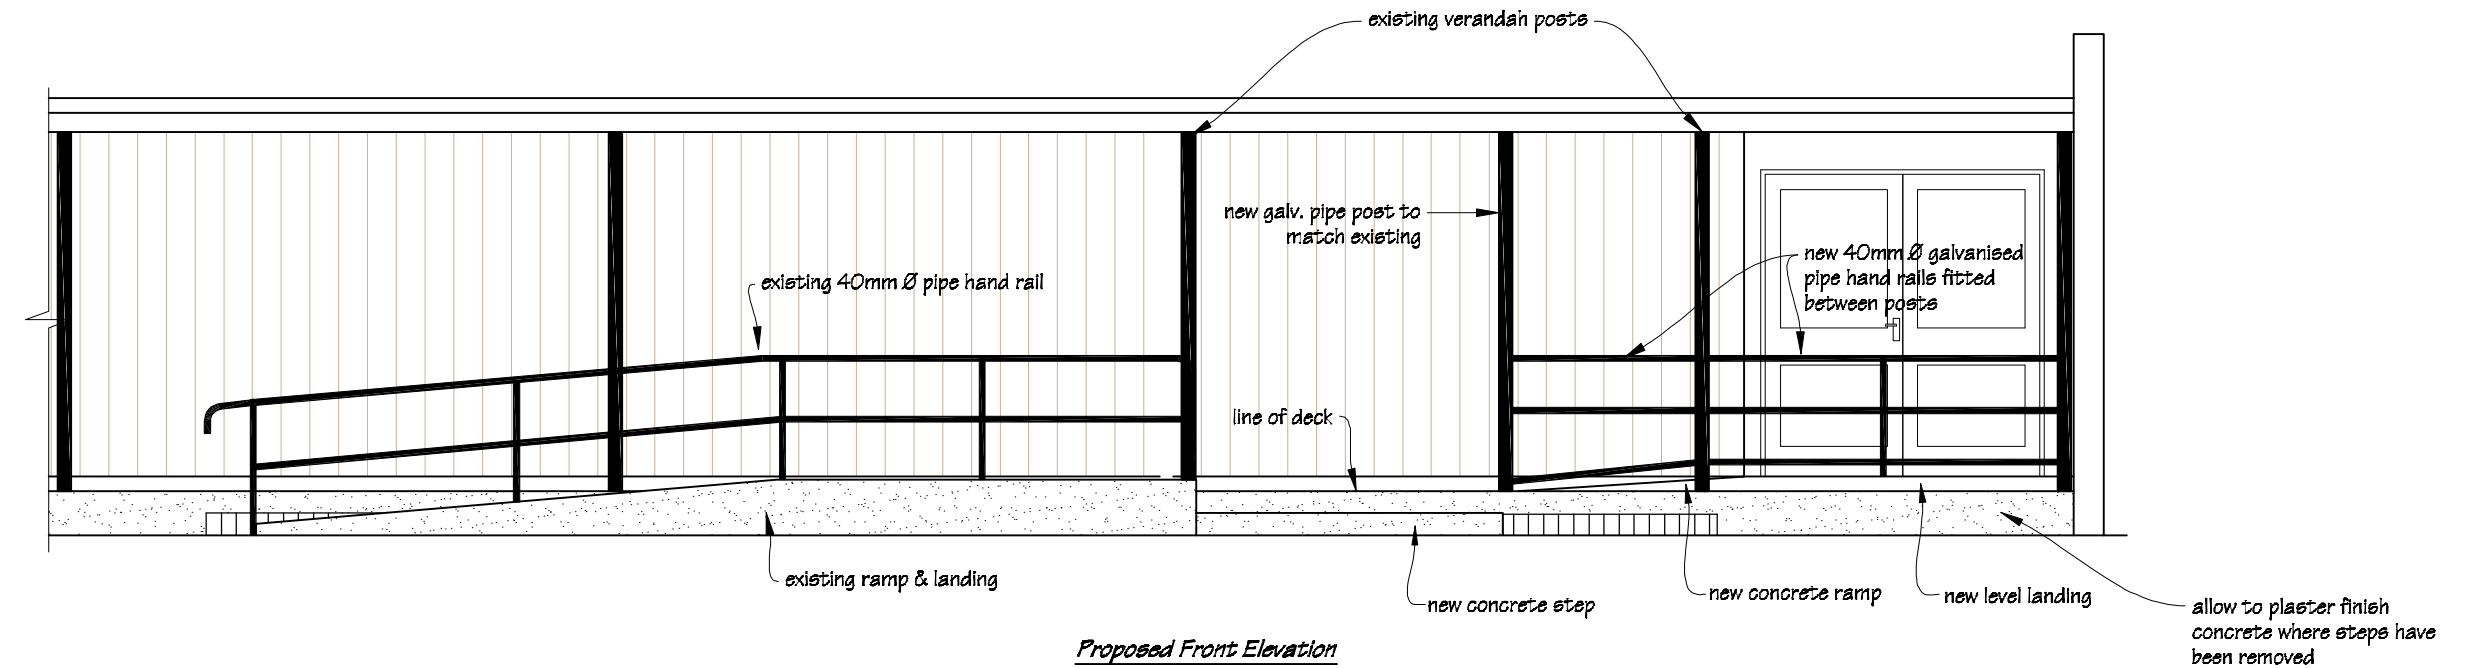 existing verandah posts
new galv. pipe post to
match existing
new 40mm Ø galvanised
pipe hand rails fitted
between posts
existing 40mm Ø pipe hand rail
line of deck
existing ramp & landing
new concrete step
new concrete ramp
new level landing
allow to plaster finish
concrete where steps have
been removed
Proposed Front Elevation